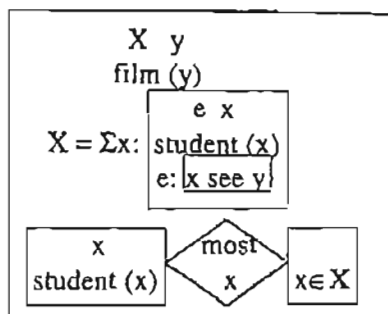 X y
film (y)
e x
X = Σx: student (x)
e: x see y
x most
student (x) x x∈X